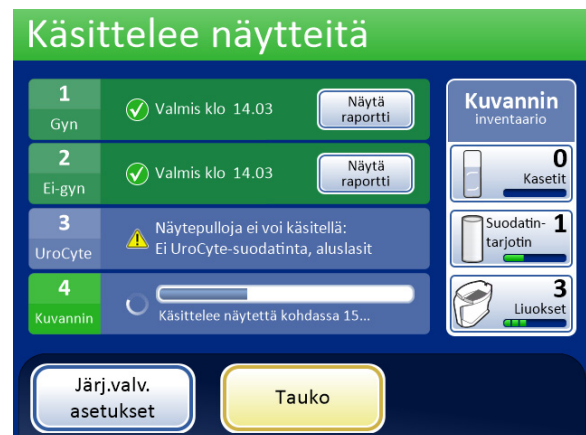 Käsittelee näytteitä
1
Gyn
Valmis klo 14.03
Näytä
raportti
2
Ei-gyn
Valmis klo 14.03
Näytä
raportti
3
UroCyte
Näytepulloja ei voi käsitellä:
Ei UroCyte-suodatinta, aluslasit
4
Kuvannin
Käsittelee näytettä kohdassa 15...
Kuvannin
inventaario
0
Kasetit
Suodatin-
tarjotin
1
3
Liuokset
Järj.valv.
asetukset
Tauko